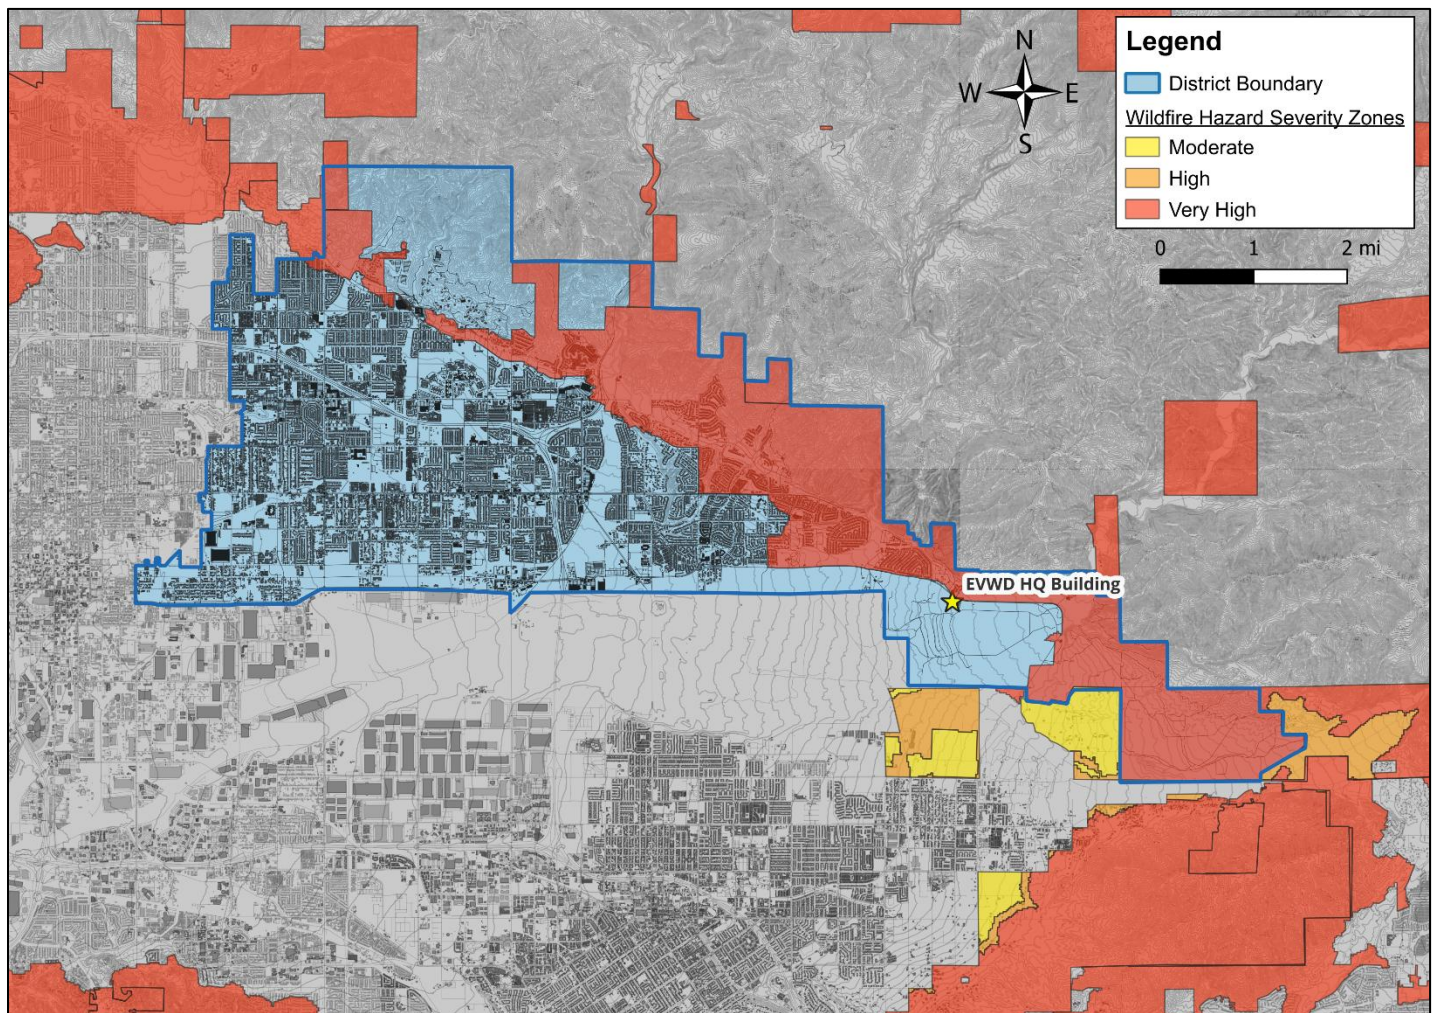 N
W E
S
Legend
District Boundary
Wildfire Hazard Severity Zones
Moderate
High
Very High
0 1 2 mi
EVWD HQ Building